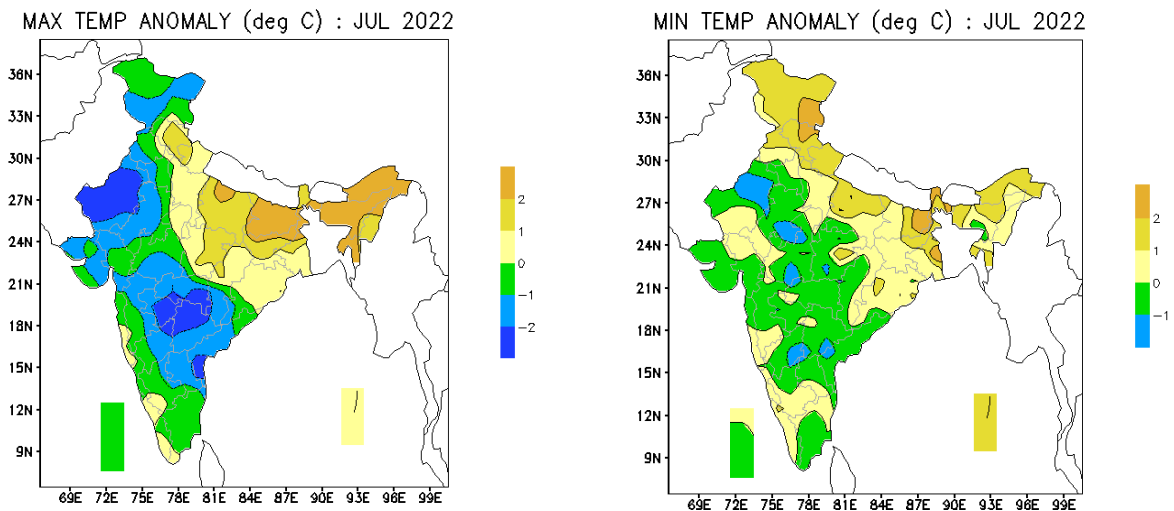 MAX TEMP ANOMALY (deg C) : JUL 2022
36N
33N
30N
27N
24N
21N
18N
15N
12N
9N
69E 72E 75E 78E 81E 84E 87E 90E 93E 96E 99E
2
1
0
−1
−2
MIN TEMP ANOMALY (deg C) : JUL 2022
36N
33N
30N
27N
24N
21N
18N
15N
12N
9N
69E 72E 75E 78E 81E 84E 87E 90E 93E 96E 99E
2
1
0
−1